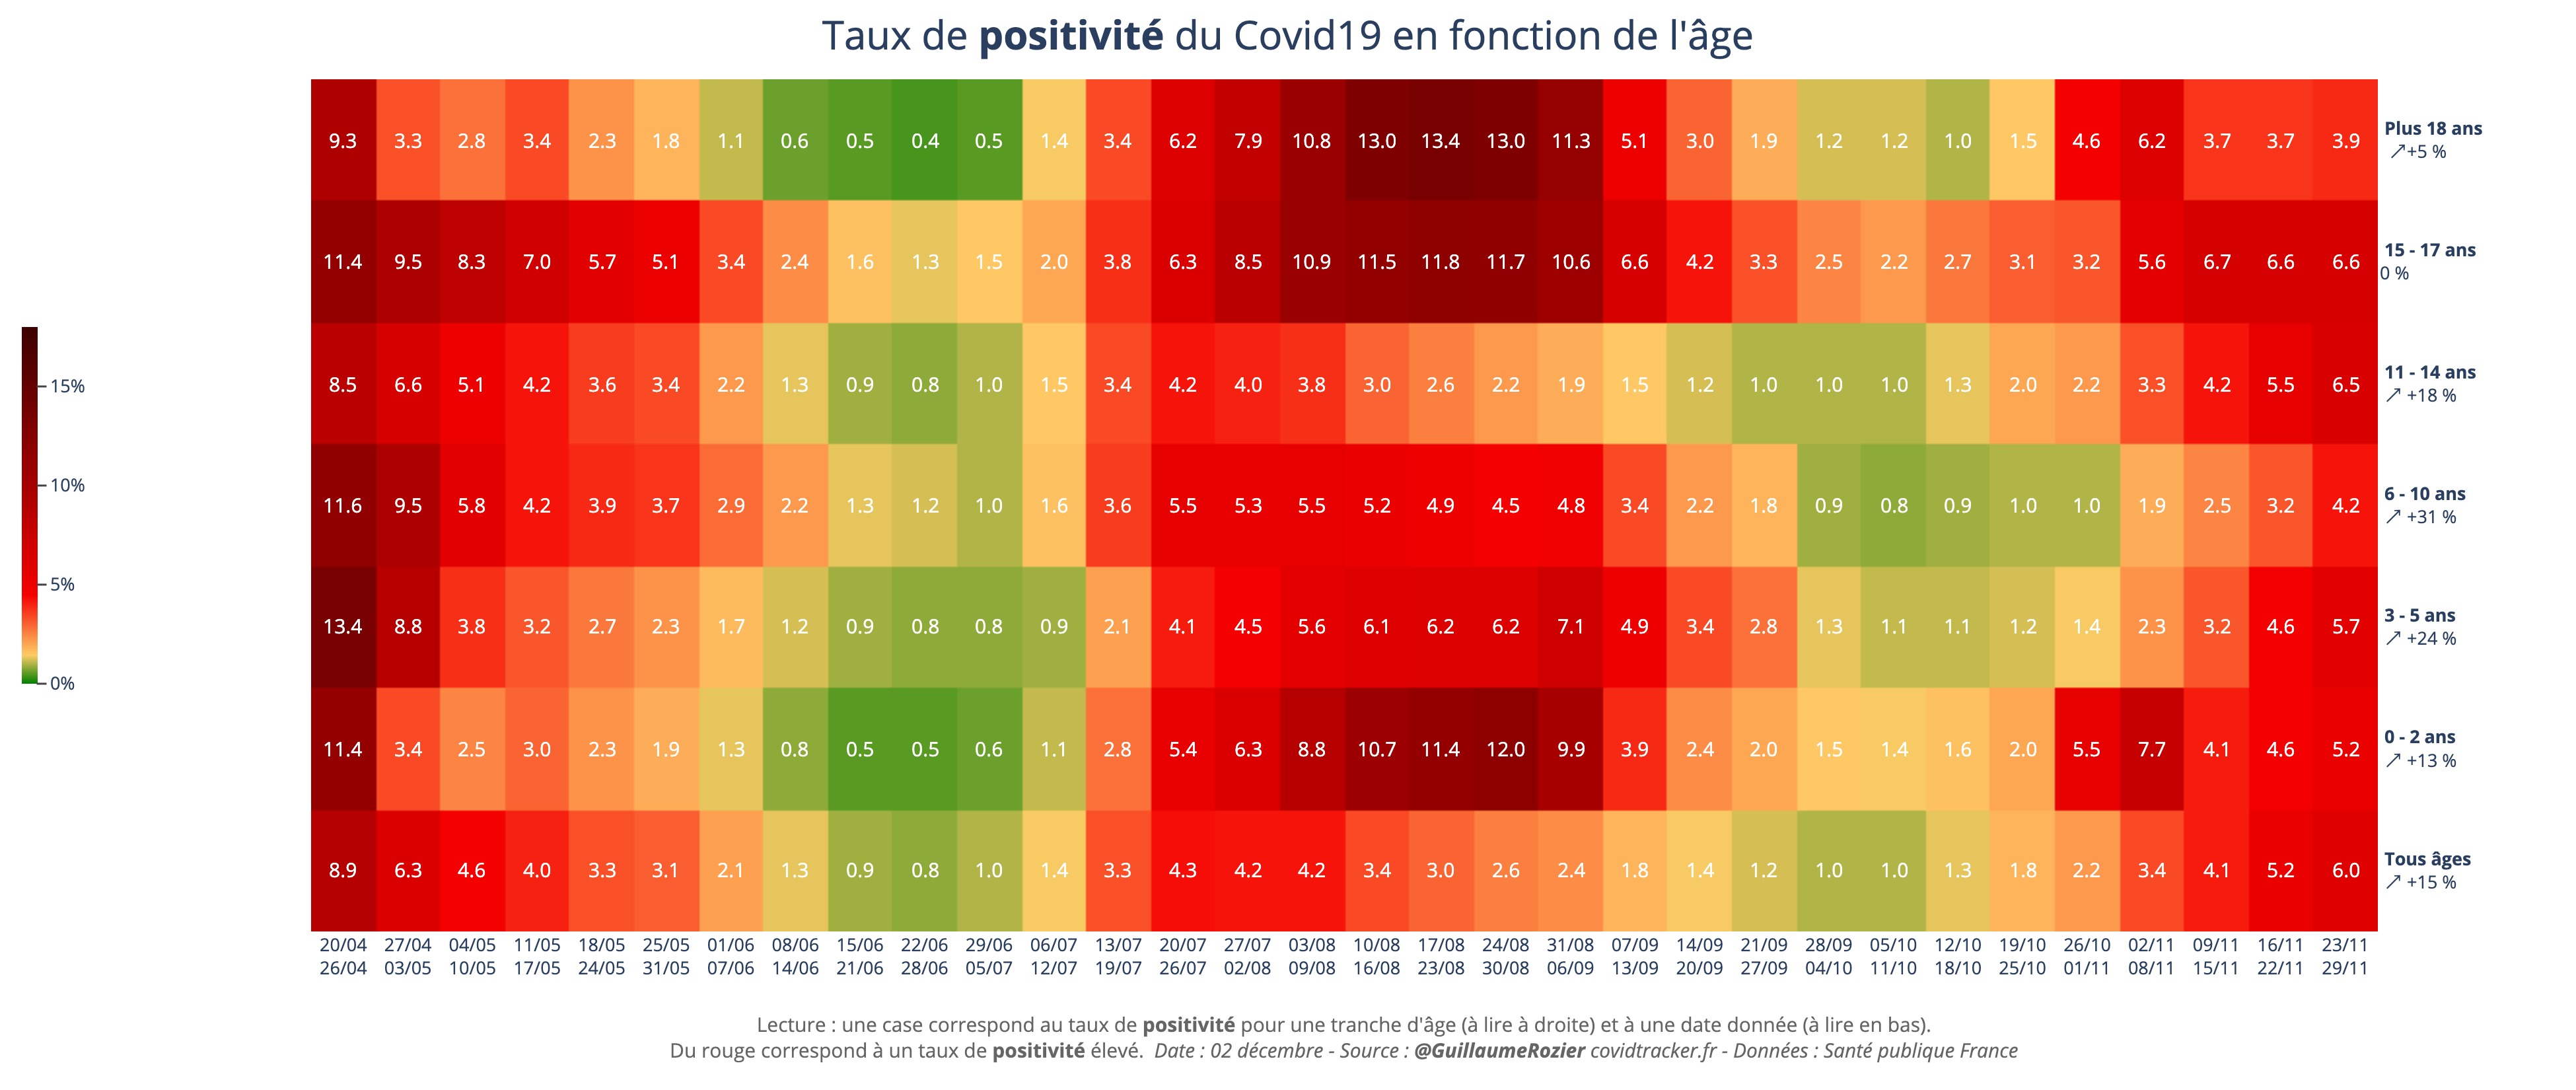 Taux de positivité du Covid19 en fonction de l'âge
9.3 3.3 2.8 3.4 2.3 1.8 1.1 0.6 0.5 0.4 0.5 1.4 3.4 6.2 7.9 10.8 13.0 13.4 13.0 11.3 5.1 3.0 1.9 1.2 1.2 1.0 1.5 4.6 6.2 3.7 3.7 3.9
Plus 18 ans
↗+5 %
11.4 9.5 8.3 7.0 5.7 5.1 3.4 2.4 1.6 1.3 1.5 2.0 3.8 6.3 8.5 10.9 11.5 11.8 11.7 10.6 6.6 4.2 3.3 2.5 2.2 2.7 3.1 3.2 5.6 6.7 6.6 6.6
15 - 17 ans
0 %
8.5 6.6 5.1 4.2 3.6 3.4 2.2 1.3 0.9 0.8 1.0 1.5 3.4 4.2 4.0 3.8 3.0 2.6 2.2 1.9 1.5 1.2 1.0 1.0 1.0 1.3 2.0 2.2 3.3 4.2 5.5 6.5
11 - 14 ans
↗ +18 %
11.6 9.5 5.8 4.2 3.9 3.7 2.9 2.2 1.3 1.2 1.0 1.6 3.6 5.5 5.3 5.5 5.2 4.9 4.5 4.8 3.4 2.2 1.8 0.9 0.8 0.9 1.0 1.0 1.9 2.5 3.2 4.2
6 - 10 ans
↗ +31 %
13.4 8.8 3.8 3.2 2.7 2.3 1.7 1.2 0.9 0.8 0.8 0.9 2.1 4.1 4.5 5.6 6.1 6.2 6.2 7.1 4.9 3.4 2.8 1.3 1.1 1.1 1.2 1.4 2.3 3.2 4.6 5.7
3 - 5 ans
↗ +24 %
11.4 3.4 2.5 3.0 2.3 1.9 1.3 0.8 0.5 0.5 0.6 1.1 2.8 5.4 6.3 8.8 10.7 11.4 12.0 9.9 3.9 2.4 2.0 1.5 1.4 1.6 2.0 5.5 7.7 4.1 4.6 5.2
0 - 2 ans
↗ +13 %
8.9 6.3 4.6 4.0 3.3 3.1 2.1 1.3 0.9 0.8 1.0 1.4 3.3 4.3 4.2 4.2 3.4 3.0 2.6 2.4 1.8 1.4 1.2 1.0 1.0 1.3 1.8 2.2 3.4 4.1 5.2 6.0
Tous âges
↗ +15 %
15%
10%
5%
0%
20/04 27/04 04/05 11/05 18/05 25/05 01/06 08/06 15/06 22/06 29/06 06/07 13/07 20/07 27/07 03/08 10/08 17/08 24/08 31/08 07/09 14/09 21/09 28/09 05/10 12/10 19/10 26/10 02/11 09/11 16/11 23/11
26/04 03/05 10/05 17/05 24/05 31/05 07/06 14/06 21/06 28/06 05/07 12/07 19/07 26/07 02/08 09/08 16/08 23/08 30/08 06/09 13/09 20/09 27/09 04/10 11/10 18/10 25/10 01/11 08/11 15/11 22/11 29/11
Lecture : une case correspond au taux de positivité pour une tranche d'âge (à lire à droite) et à une date donnée (à lire en bas).
Du rouge correspond à un taux de positivité élevé. Date : 02 décembre - Source : @GuillaumeRozier covidtracker.fr - Données : Santé publique France